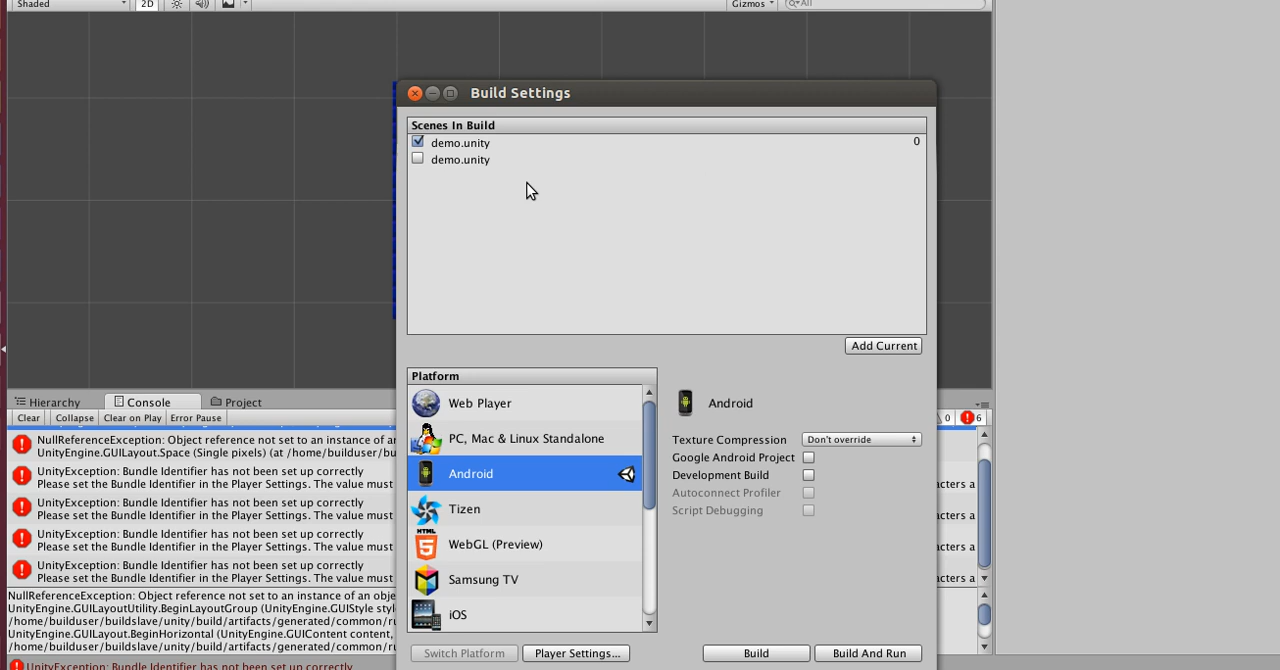 Shaded 2D Gizmos All
Build Settings
Scenes In Build
demo.unity 0
demo.unity
Add Current
Platform
Web Player
PC, Mac & Linux Standalone
Android
Tizen
HTML
5
WebGL (Preview)
Samsung TV
iOS
Android
Texture Compression Don't override
Google Android Project
Development Build
Autoconnect Profiler
Script Debugging
Switch Platform Player Settings... Build Build And Run
Hierarchy Console Project
Clear Collapse Clear on Play Error Pause 0 6
NullReferenceException: Object reference not set to an instance of an
UnityEngine.GUILayout.Space (Single pixels) (at /home/builduser/bu
UnityException: Bundle Identifier has not been set up correctly
Please set the Bundle Identifier in the Player Settings. The value must acters a
UnityException: Bundle Identifier has not been set up correctly
Please set the Bundle Identifier in the Player Settings. The value must acters a
UnityException: Bundle Identifier has not been set up correctly
Please set the Bundle Identifier in the Player Settings. The value must acters a
UnityException: Bundle Identifier has not been set up correctly
Please set the Bundle Identifier in the Player Settings. The value must acters a
NullReferenceException: Object reference not set to an instance of an obje
UnityEngine.GUILayoutUtility.BeginLayoutGroup (UnityEngine.GUIStyle style
/home/builduser/buildslave/unity/build/artifacts/generated/common/ru
UnityEngine.GUILayout.BeginHorizontal (UnityEngine.GUIContent content,
/home/builduser/buildslave/unity/build/artifacts/generated/common/ru
UnityException: Bundle Identifier has not been set up correctly